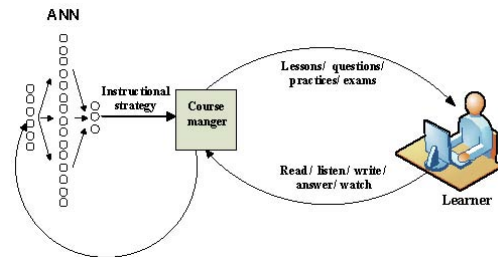 ANN
Instructional
strategy
Course
manger
Lessons/ questions/
practices/ exams
Read/ listen/ write/
answer/ watch
Learner